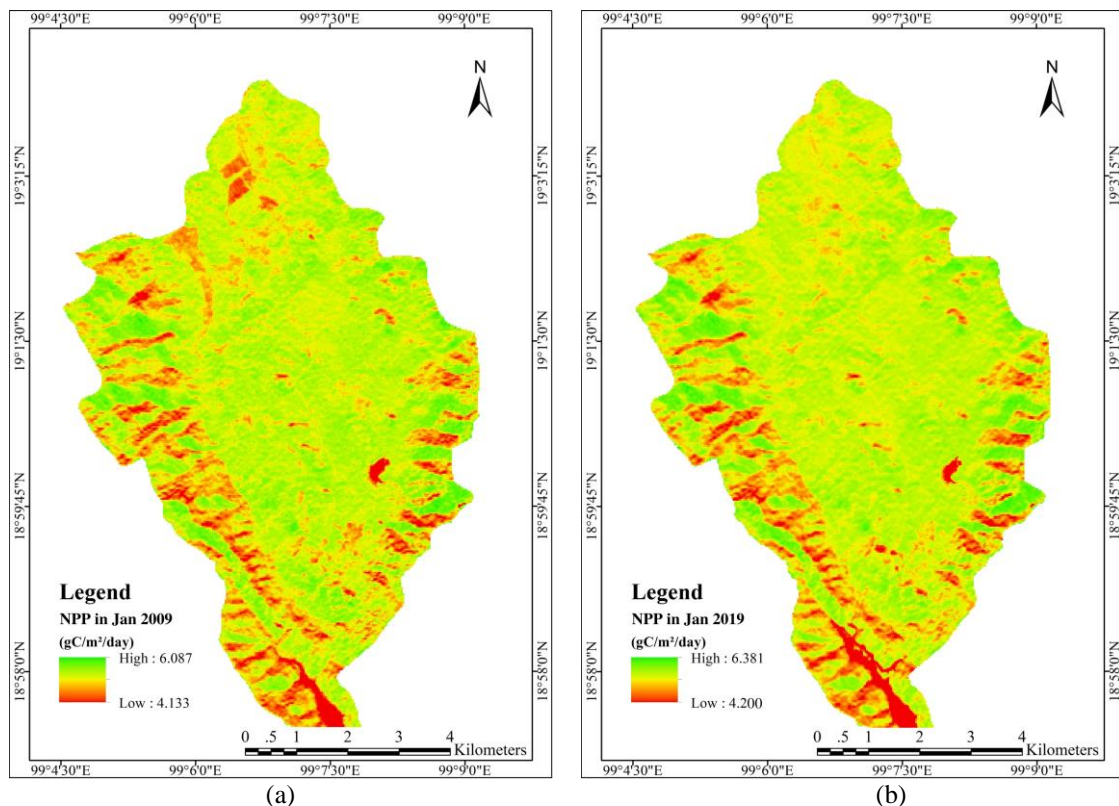 99°4'30"E 99°6'0"E 99°7'30"E 99°9'0"E
N
19°3'15"N
19°1'30"N
18°59'45"N
18°58'0"N
Legend
NPP in Jan 2009
(gC/m²/day)
High : 6.087
Low : 4.133
0 .5 1 2 3 4
Kilometers
99°4'30"E 99°6'0"E 99°7'30"E 99°9'0"E
(a)
99°4'30"E 99°6'0"E 99°7'30"E 99°9'0"E
N
19°3'15"N
19°1'30"N
18°59'45"N
18°58'0"N
Legend
NPP in Jan 2019
(gC/m²/day)
High : 6.381
Low : 4.200
0 .5 1 2 3 4
Kilometers
99°4'30"E 99°6'0"E 99°7'30"E 99°9'0"E
(b)